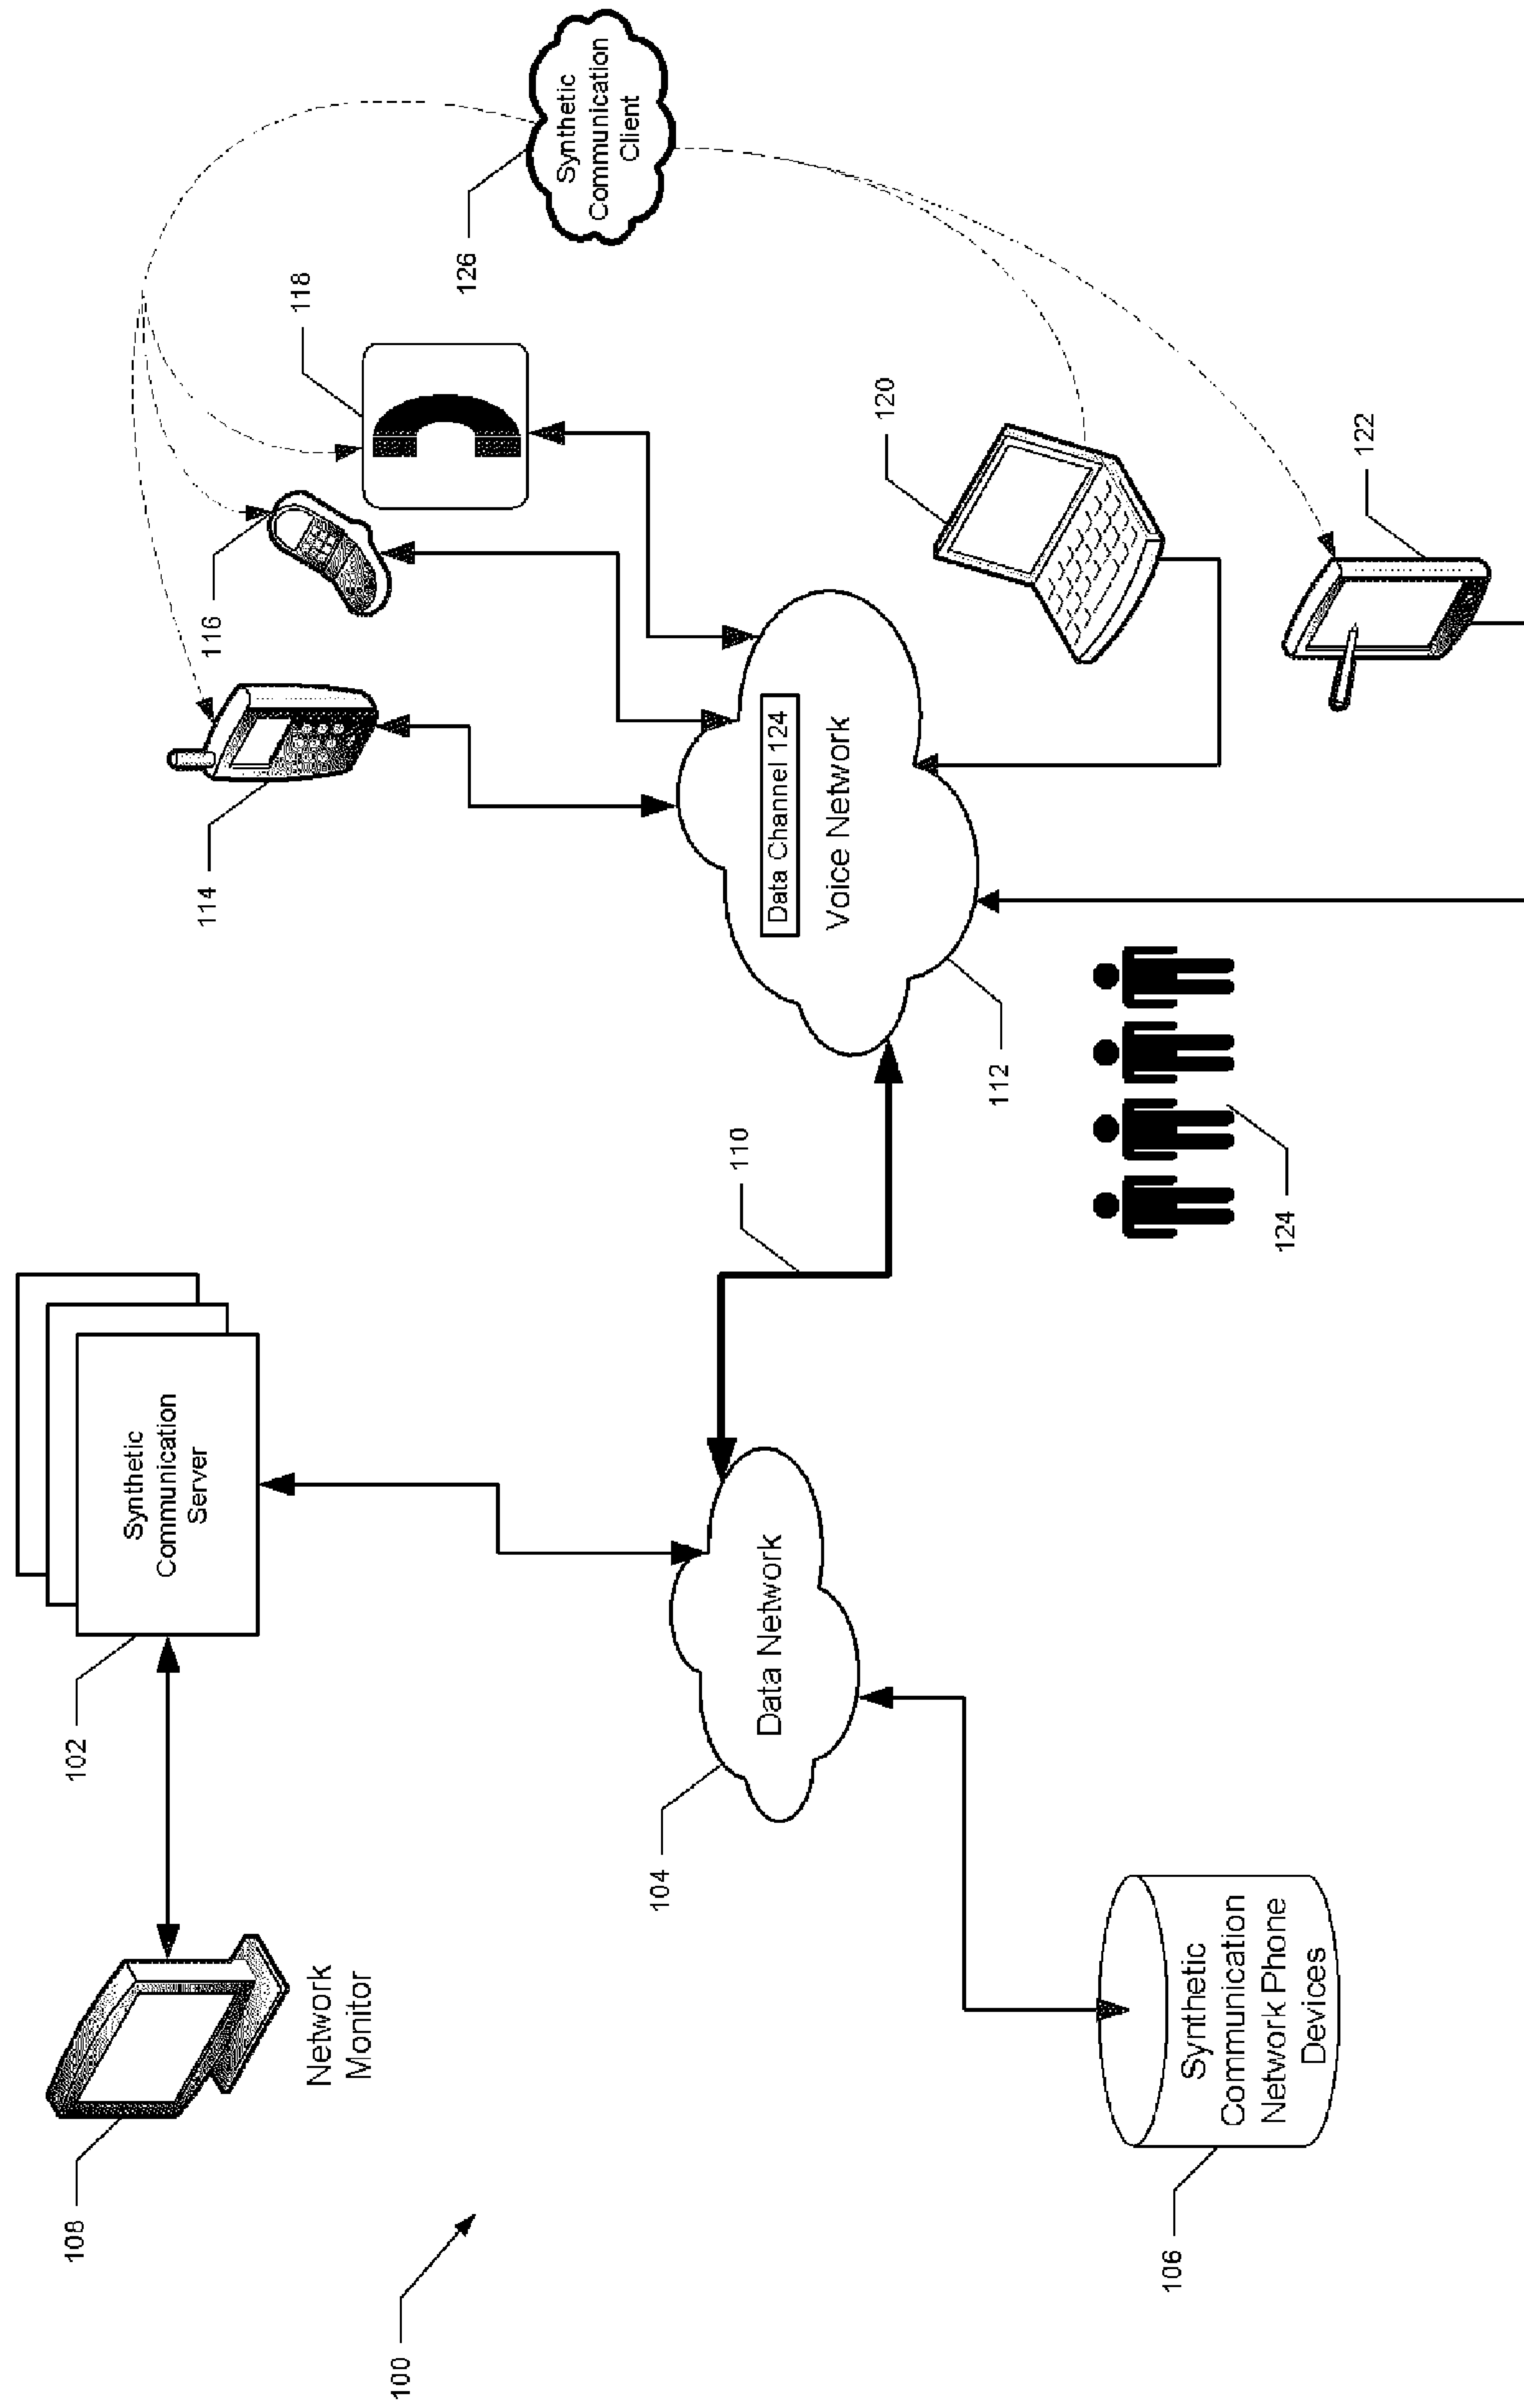 108
Network
Monitor
102
Synthetic
Communication
Server
100
104
Data Network
110
106
Synthetic
Communication
Network Phone
Devices
112
Data Channel 124
Voice Network
124
114
116
118
120
122
126
Synthetic
Communication
Client